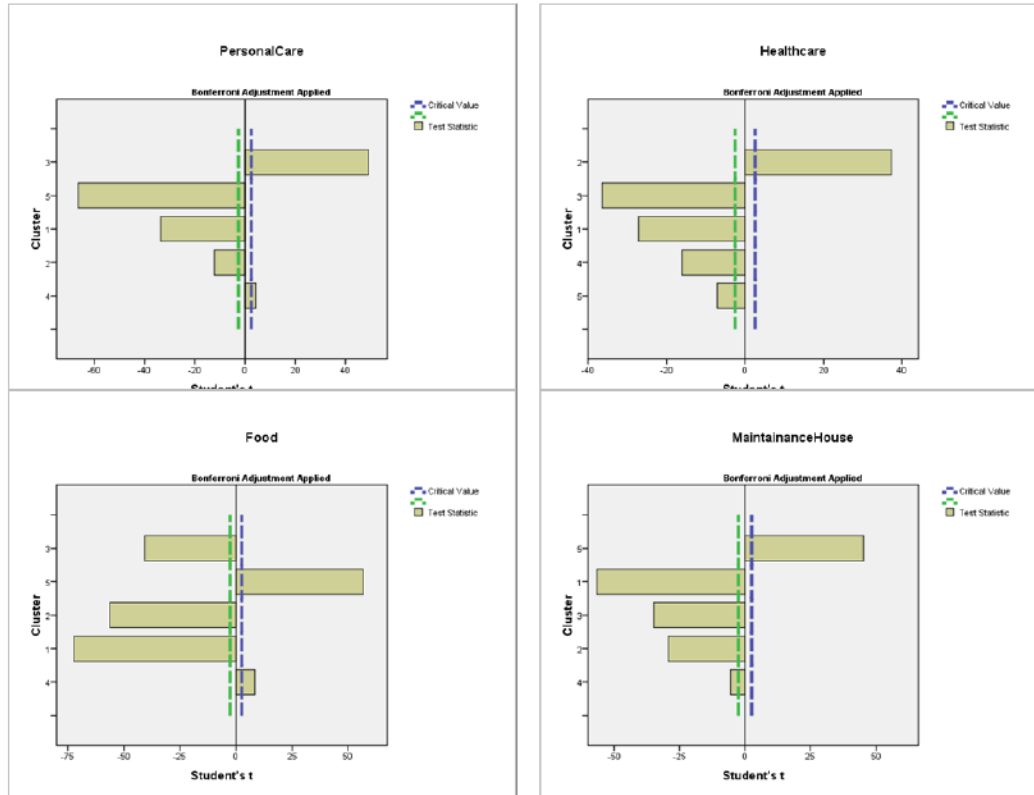 PersonalCare
Bonferroni Adjustment Applied
Critical Value
Test Statistic
Cluster
3
5
1
2
4
-60 -40 -20 0 20 40
Student's t
Healthcare
Bonferroni Adjustment Applied
Critical Value
Test Statistic
Cluster
2
3
1
4
5
-40 -20 0 20 40
Student's t
Food
Bonferroni Adjustment Applied
Critical Value
Test Statistic
Cluster
3
5
2
1
4
-75 -50 -25 0 25 50
Student's t
MaintainanceHouse
Bonferroni Adjustment Applied
Critical Value
Test Statistic
Cluster
5
1
3
2
4
-50 -25 0 25 50
Student's t